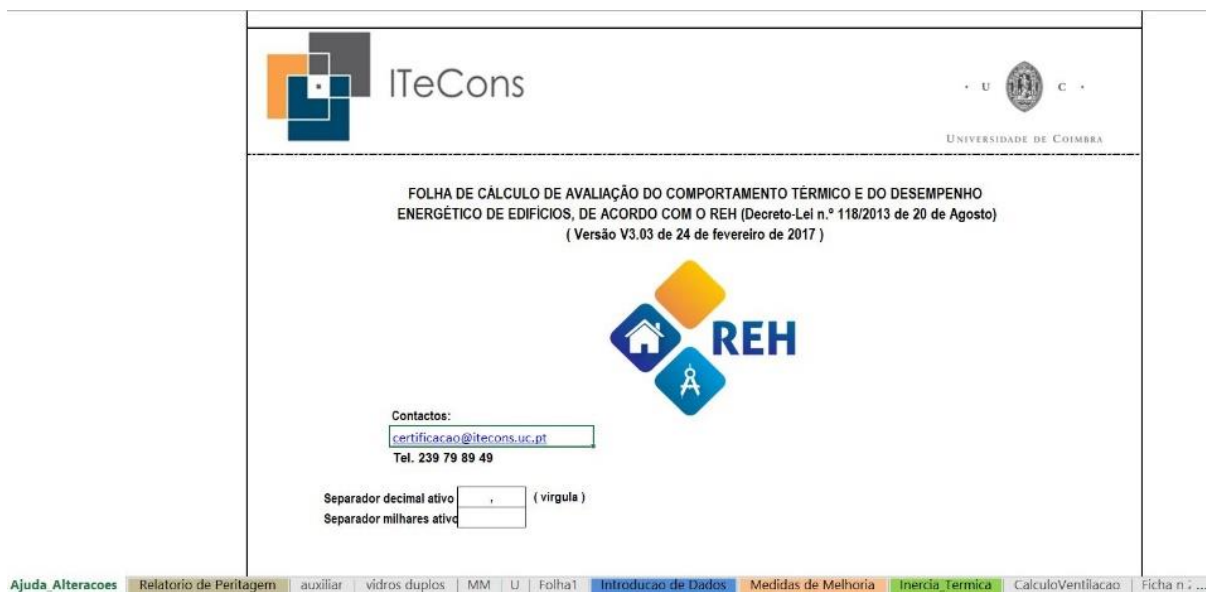 ITeCons
· U C ·
UNIVERSIDADE DE COIMBRA
FOLHA DE CÁLCULO DE AVALIAÇÃO DO COMPORTAMENTO TÉRMICO E DO DESEMPENHO
ENERGÉTICO DE EDIFÍCIOS, DE ACORDO COM O REH (Decreto-Lei n.º 118/2013 de 20 de Agosto)
( Versão V3.03 de 24 de fevereiro de 2017 )
REH
Contactos:
certificacao@itecons.uc.pt
Tel. 239 79 89 49
Separador decimal ativo , ( vírgula )
Separador milhares ativo
Ajuda_Alteracoes Relatorio de Peritagem auxiliar vidros duplos MM U Folha1 Introducao de Dados Medidas de Melhoria Inercia_Termica CalculoVentilacao Ficha n